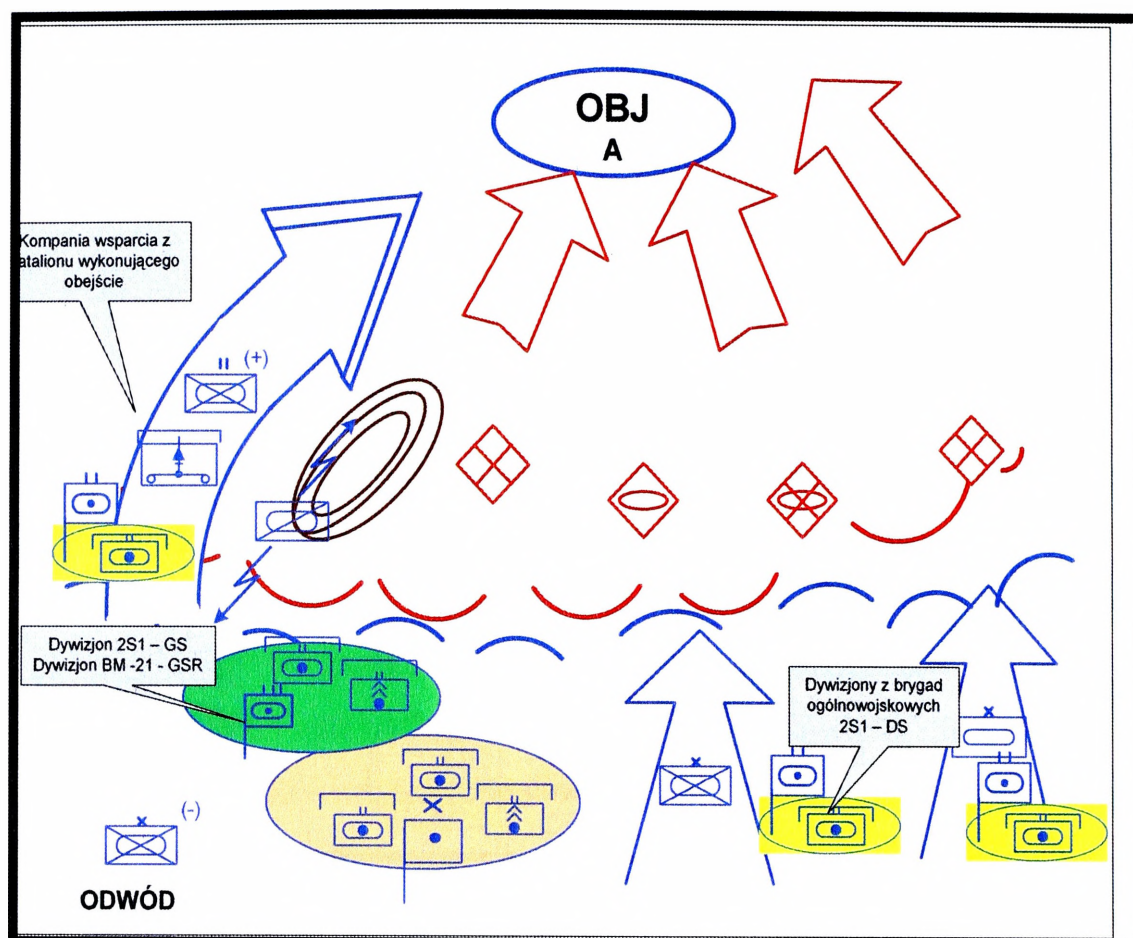 OBJ
A
Kompania wsparcia z
atalionu wykonującego
obejście
(+)
Dywizjon 2S1 – GS
Dywizjon BM -21 - GSR
Dywizjony z brygad
ogólnowojskowych
2S1 – DS
(-)
ODWÓD